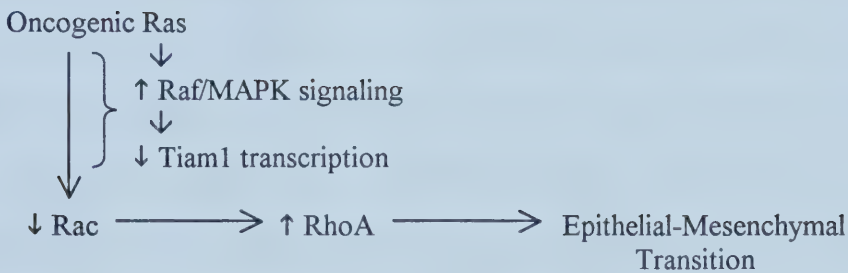 Oncogenic Ras
↑ Raf/MAPK signaling
↓ Tiam1 transcription
↓ Rac
↑ RhoA
Epithelial-Mesenchymal
Transition